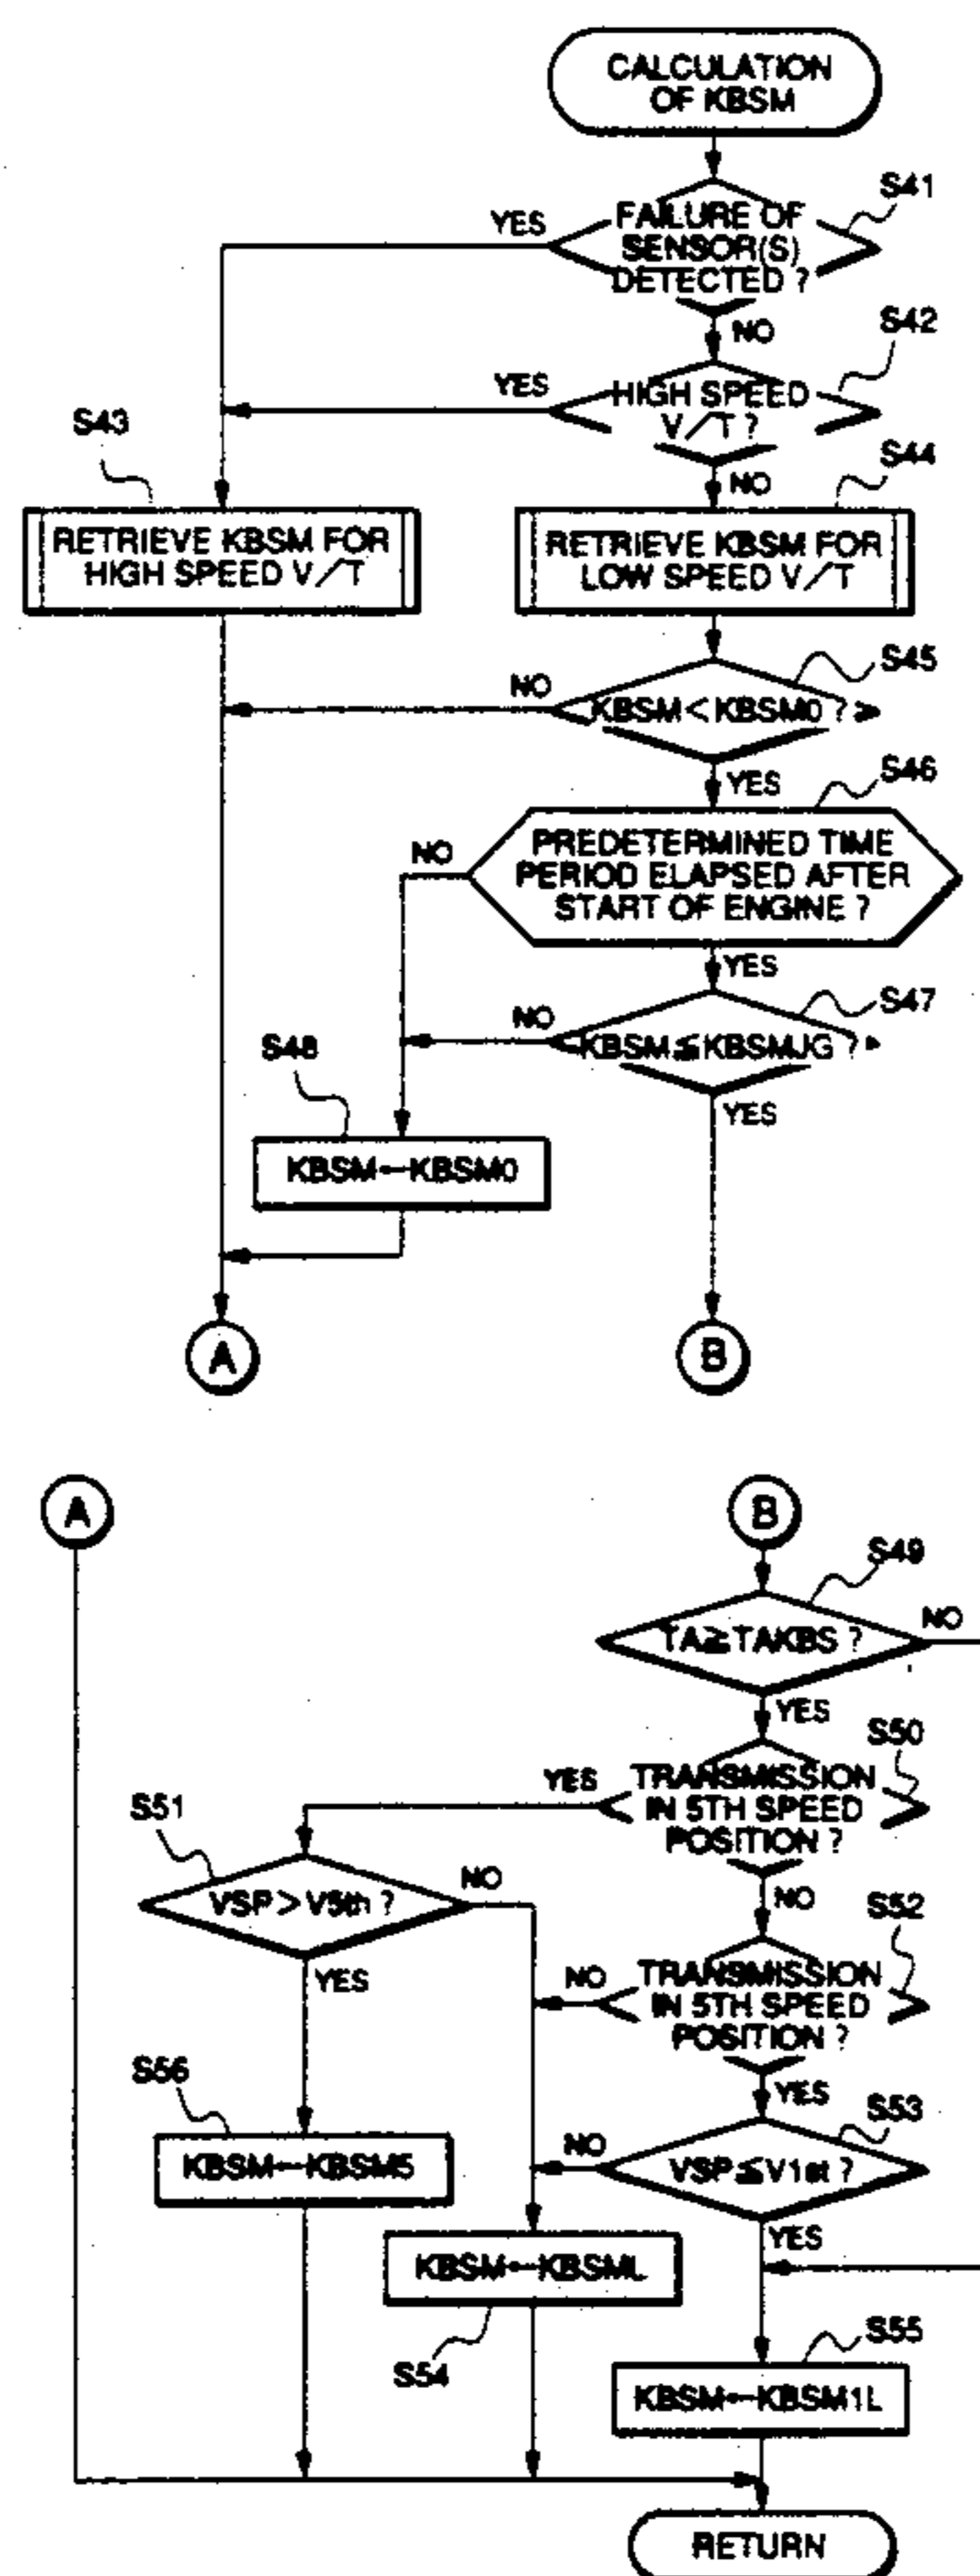 CALCULATION
OF KBSM
S41
YES
FAILURE OF
SENSOR(S)
DETECTED ?
NO
S42
YES
HIGH SPEED
V/T ?
S43
NO
S44
RETRIEVE KBSM FOR
HIGH SPEED V/T
RETRIEVE KBSM FOR
LOW SPEED V/T
S45
NO
KBSM<KBSM0 ?
YES
S46
NO
PREDETERMINED TIME
PERIOD ELAPSED AFTER
START OF ENGINE ?
YES
S47
NO
KBSM≦KBSMJG ?
S48
YES
KBSM←KBSM0
A
B
A
B
S49
TA≧TAKBS ?
NO
YES
S50
YES
TRANSMISSION
IN 5TH SPEED
POSITION ?
S51
VSP>V5th ?
NO
NO
S52
YES
NO
TRANSMISSION
IN 5TH SPEED
POSITION ?
S56
YES
S53
KBSM←KBSM5
NO
VSP≦V1st ?
YES
KBSM←KBSML
S54
S55
KBSM←KBSM1L
RETURN